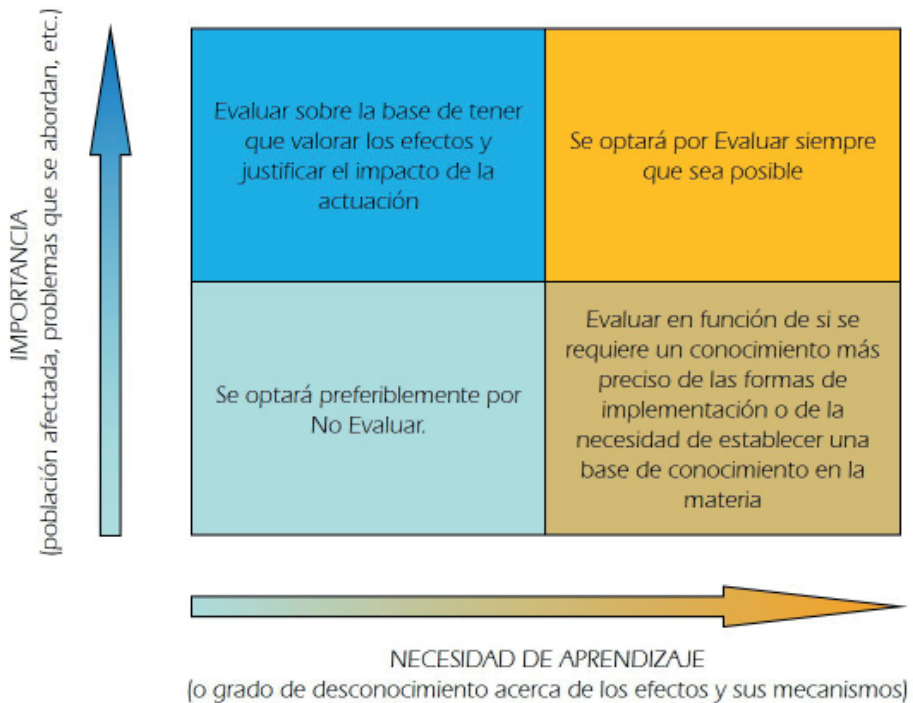 Evaluar sobre la base de tener
que valorar los efectos y
justificar el impacto de la
actuación
Se optará por Evaluar siempre
que sea posible
IMPORTANCIA
(población afectada, problemas que se abordan, etc.)
Se optará preferiblemente por
No Evaluar.
Evaluar en función de si se
requiere un conocimiento más
preciso de las formas de
implementación o de la
necesidad de establecer una
base de conocimiento en la
materia
NECESIDAD DE APRENDIZAJE
(o grado de desconocimiento acerca de los efectos y sus mecanismos)